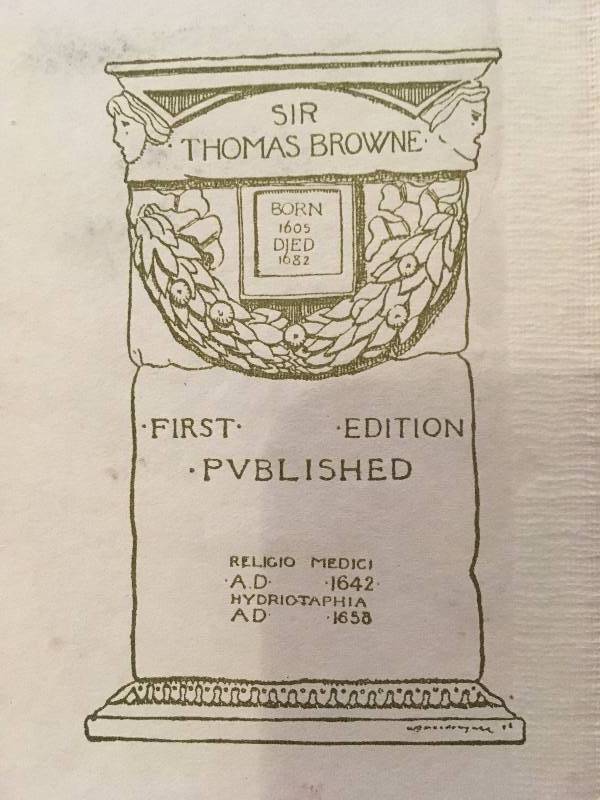 SIR
·THOMAS BROWNE·
BORN
1605
DIED
1682
·FIRST· ·EDITION
·PVBLISHED
RELIGIO MEDICI
·A.D· ·1642·
HYDRIOTAPHIA
AD· ·1658